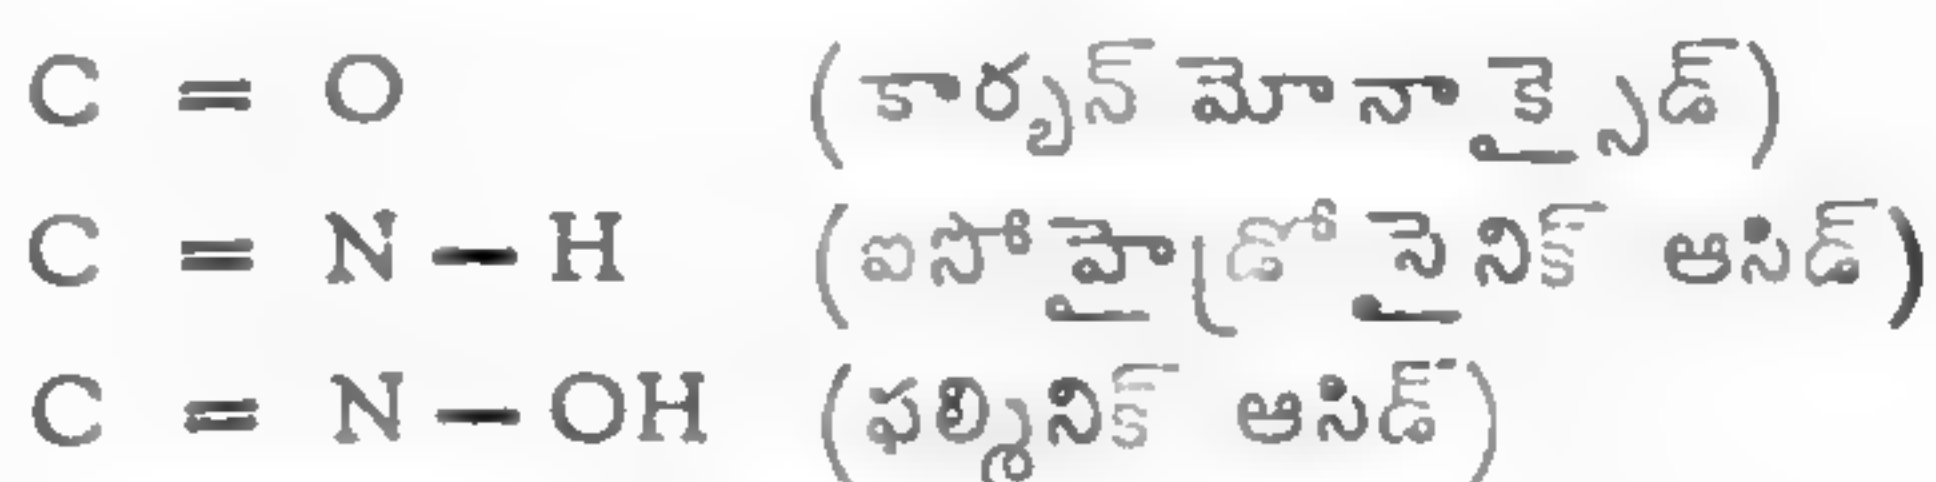 C = O (కార్బన్ మోనాక్సైడ్)
C = N — H (ఐసోహైడ్రోసైనిక్ ఆసిడ్)
C = N — OH (ఫల్మినిక్ ఆసిడ్)